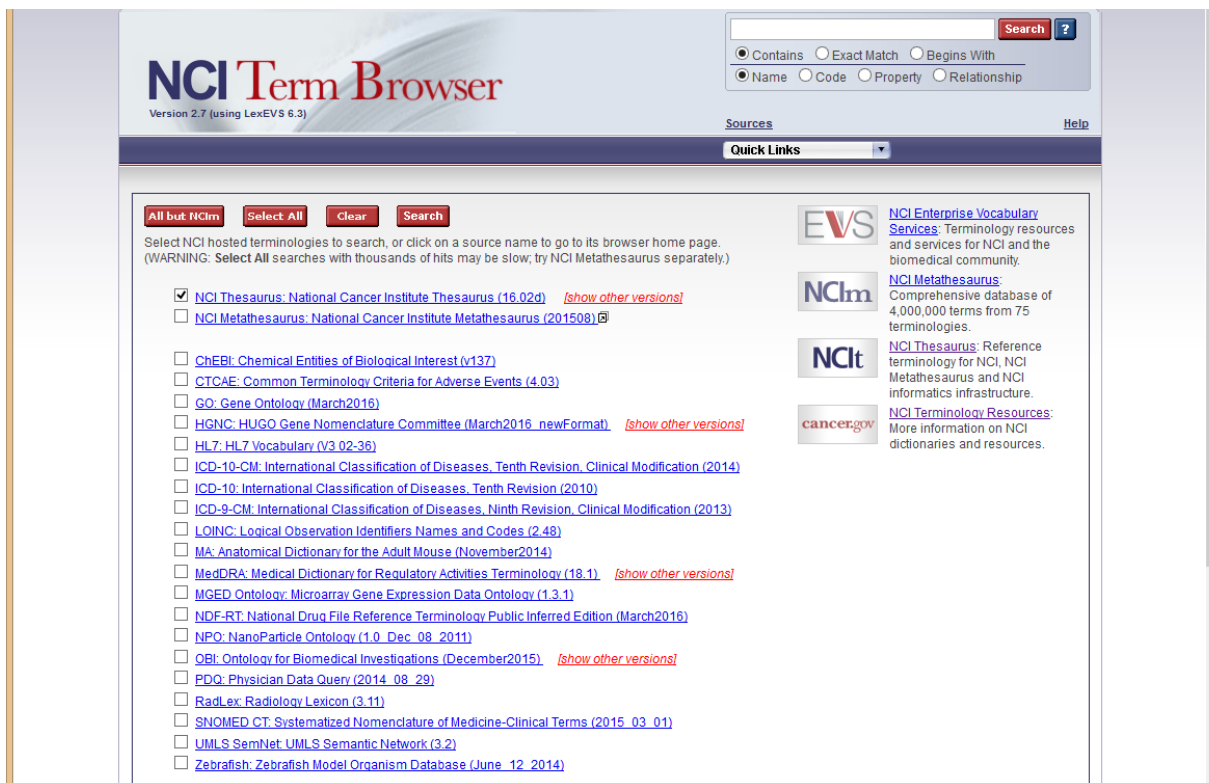 Search ?
Contains Exact Match Begins With
Name Code Property Relationship
NCI Term Browser
Version 2.7 (using LexEVS 6.3)
Sources Help
Quick Links
All but NCIm Select All Clear Search
Select NCI hosted terminologies to search, or click on a source name to go to its browser home page.
(WARNING: Select All searches with thousands of hits may be slow; try NCI Metathesaurus separately.)
NCI Thesaurus: National Cancer Institute Thesaurus (16.02d) [show other versions]
NCI Metathesaurus: National Cancer Institute Metathesaurus (201508)
ChEBI: Chemical Entities of Biological Interest (v137)
CTCAE: Common Terminology Criteria for Adverse Events (4.03)
GO: Gene Ontology (March2016)
HGNC: HUGO Gene Nomenclature Committee (March2016_newFormat) [show other versions]
HL7: HL7 Vocabulary (V3 02-36)
ICD-10-CM: International Classification of Diseases, Tenth Revision, Clinical Modification (2014)
ICD-10: International Classification of Diseases, Tenth Revision (2010)
ICD-9-CM: International Classification of Diseases, Ninth Revision, Clinical Modification (2013)
LOINC: Logical Observation Identifiers Names and Codes (2.48)
MA: Anatomical Dictionary for the Adult Mouse (November2014)
MedDRA: Medical Dictionary for Regulatory Activities Terminology (18.1) [show other versions]
MGED Ontology: Microarray Gene Expression Data Ontology (1.3.1)
NDF-RT: National Drug File Reference Terminology Public Inferred Edition (March2016)
NPO: NanoParticle Ontology (1.0_Dec_08_2011)
OBI: Ontology for Biomedical Investigations (December2015) [show other versions]
PDQ: Physician Data Query (2014_08_29)
RadLex: Radiology Lexicon (3.11)
SNOMED CT: Systematized Nomenclature of Medicine-Clinical Terms (2015_03_01)
UMLS SemNet: UMLS Semantic Network (3.2)
Zebrafish: Zebrafish Model Organism Database (June_12_2014)
EVS
NCI Enterprise Vocabulary
Services: Terminology resources
and services for NCI and the
biomedical community.
NCIm
NCI Metathesaurus:
Comprehensive database of
4,000,000 terms from 75
terminologies.
NCIt
NCI Thesaurus: Reference
terminology for NCI, NCI
Metathesaurus and NCI
informatics infrastructure.
cancer.gov
NCI Terminology Resources:
More information on NCI
dictionaries and resources.